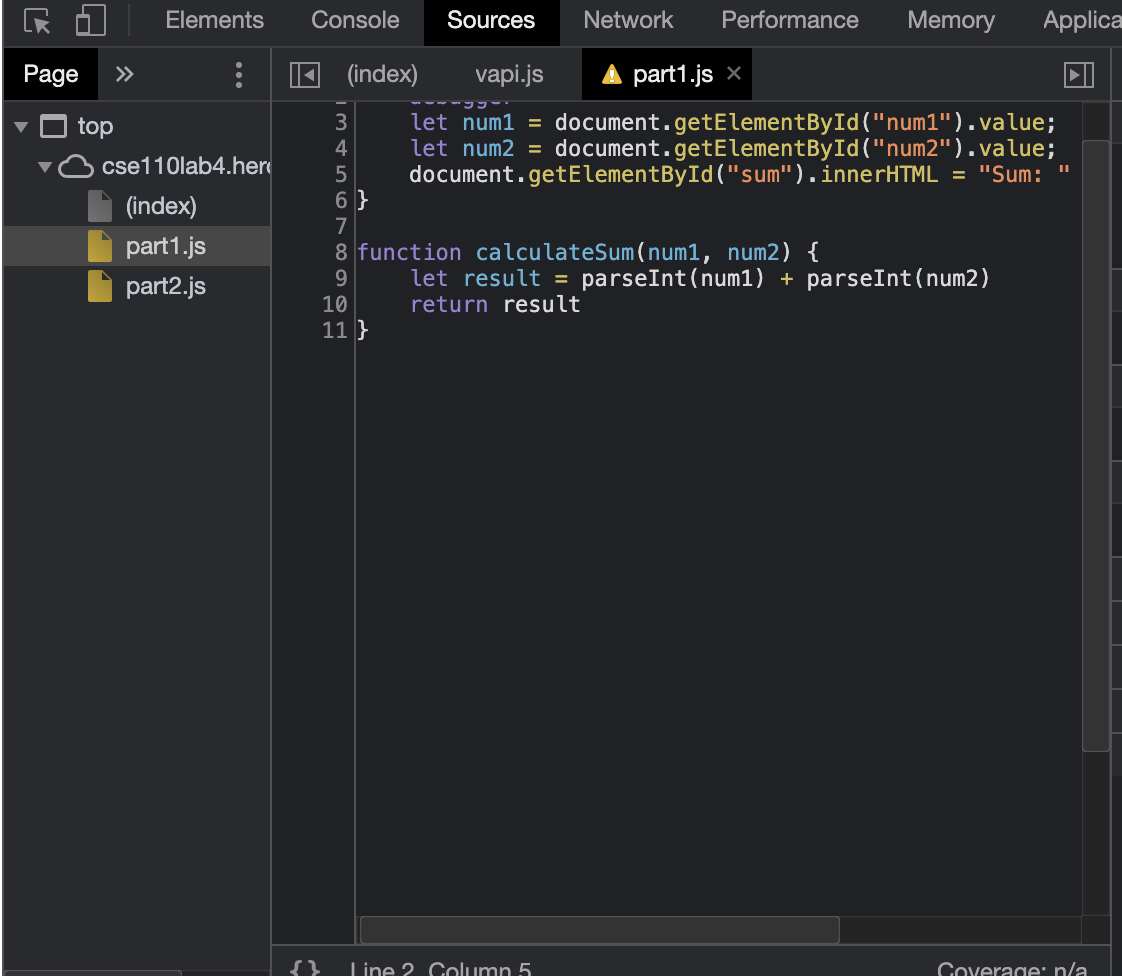 Elements Console Sources Network Performance Memory Applica
Page » (index) vapi.js part1.js ×
top
cse110lab4.hero
(index)
part1.js
part2.js
2     debugger
3     let num1 = document.getElementById("num1").value;
4     let num2 = document.getElementById("num2").value;
5     document.getElementById("sum").innerHTML = "Sum: "
6 }
7
8 function calculateSum(num1, num2) {
9     let result = parseInt(num1) + parseInt(num2)
10     return result
11 }
{} Line 2, Column 5 Coverage: n/a